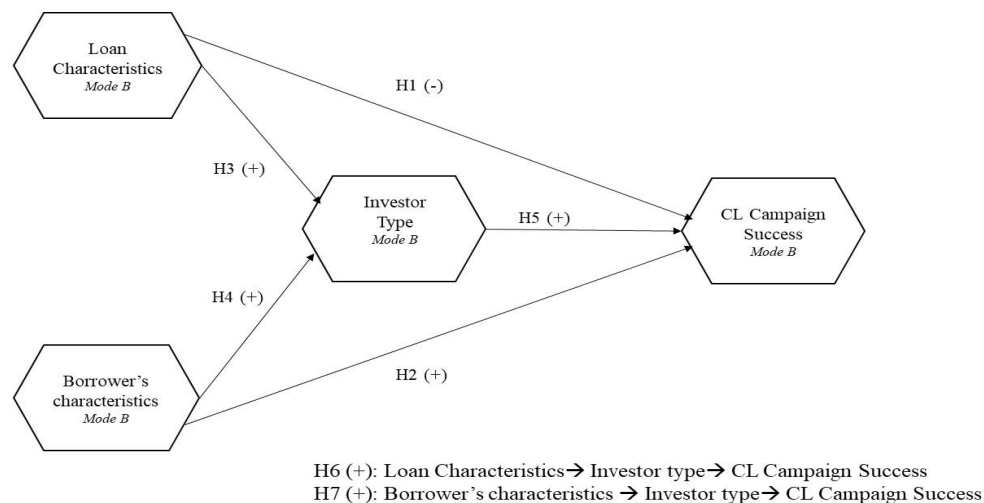 Loan
Characteristics
Mode B
H1 (-)
H3 (+)
Investor
Type
Mode B
H5 (+)
CL Campaign
Success
Mode B
H4 (+)
Borrower’s
characteristics
Mode B
H2 (+)
H6 (+): Loan Characteristics→ Investor type→ CL Campaign Success
H7 (+): Borrower’s characteristics → Investor type→ CL Campaign Success